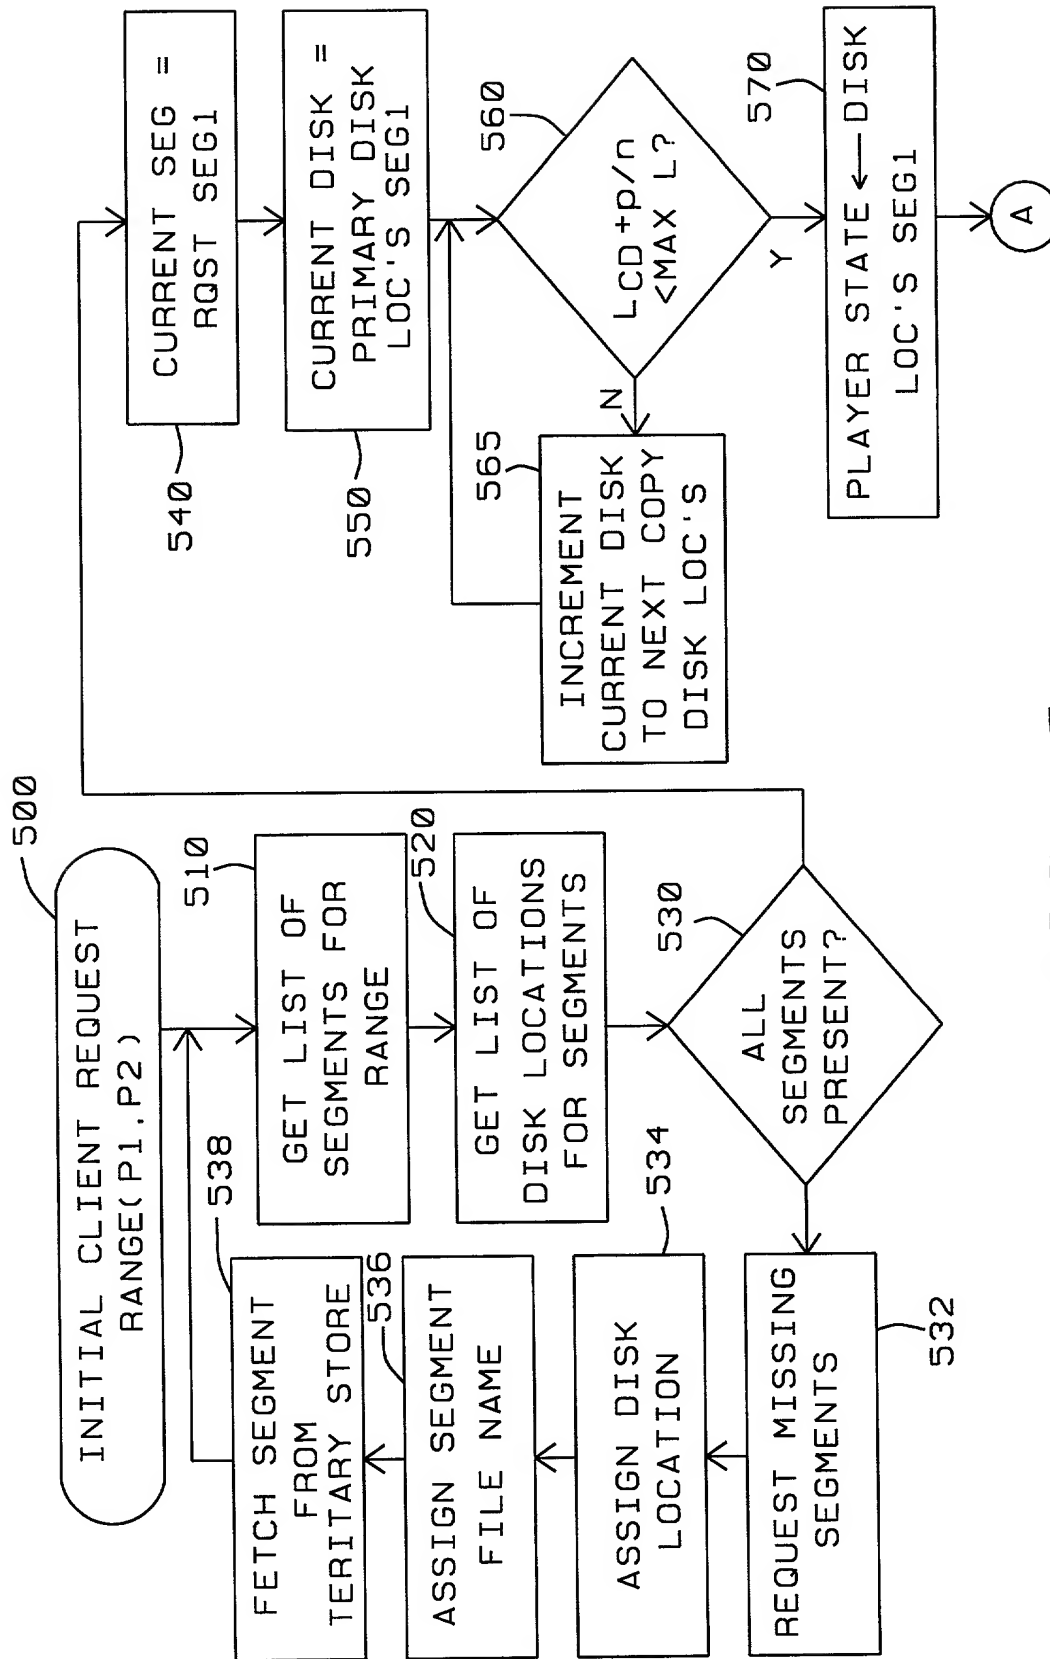 INITIAL CLIENT REQUEST
RANGE(P1,P2)
500
GET LIST OF
SEGMENTS FOR
RANGE
510
GET LIST OF
DISK LOCATIONS
FOR SEGMENTS
520
ALL
SEGMENTS
PRESENT?
530
REQUEST MISSING
SEGMENTS
532
ASSIGN DISK
LOCATION
534
ASSIGN SEGMENT
FILE NAME
536
FETCH SEGMENT
FROM
TERITARY STORE
538
CURRENT SEG =
RQST SEG1
540
CURRENT DISK =
PRIMARY DISK
LOC'S SEG1
550
LCD+p/n
<MAX L?
560
N
Y
INCREMENT
CURRENT DISK
TO NEXT COPY
DISK LOC'S
565
PLAYER STATE ← DISK
LOC'S SEG1
570
A